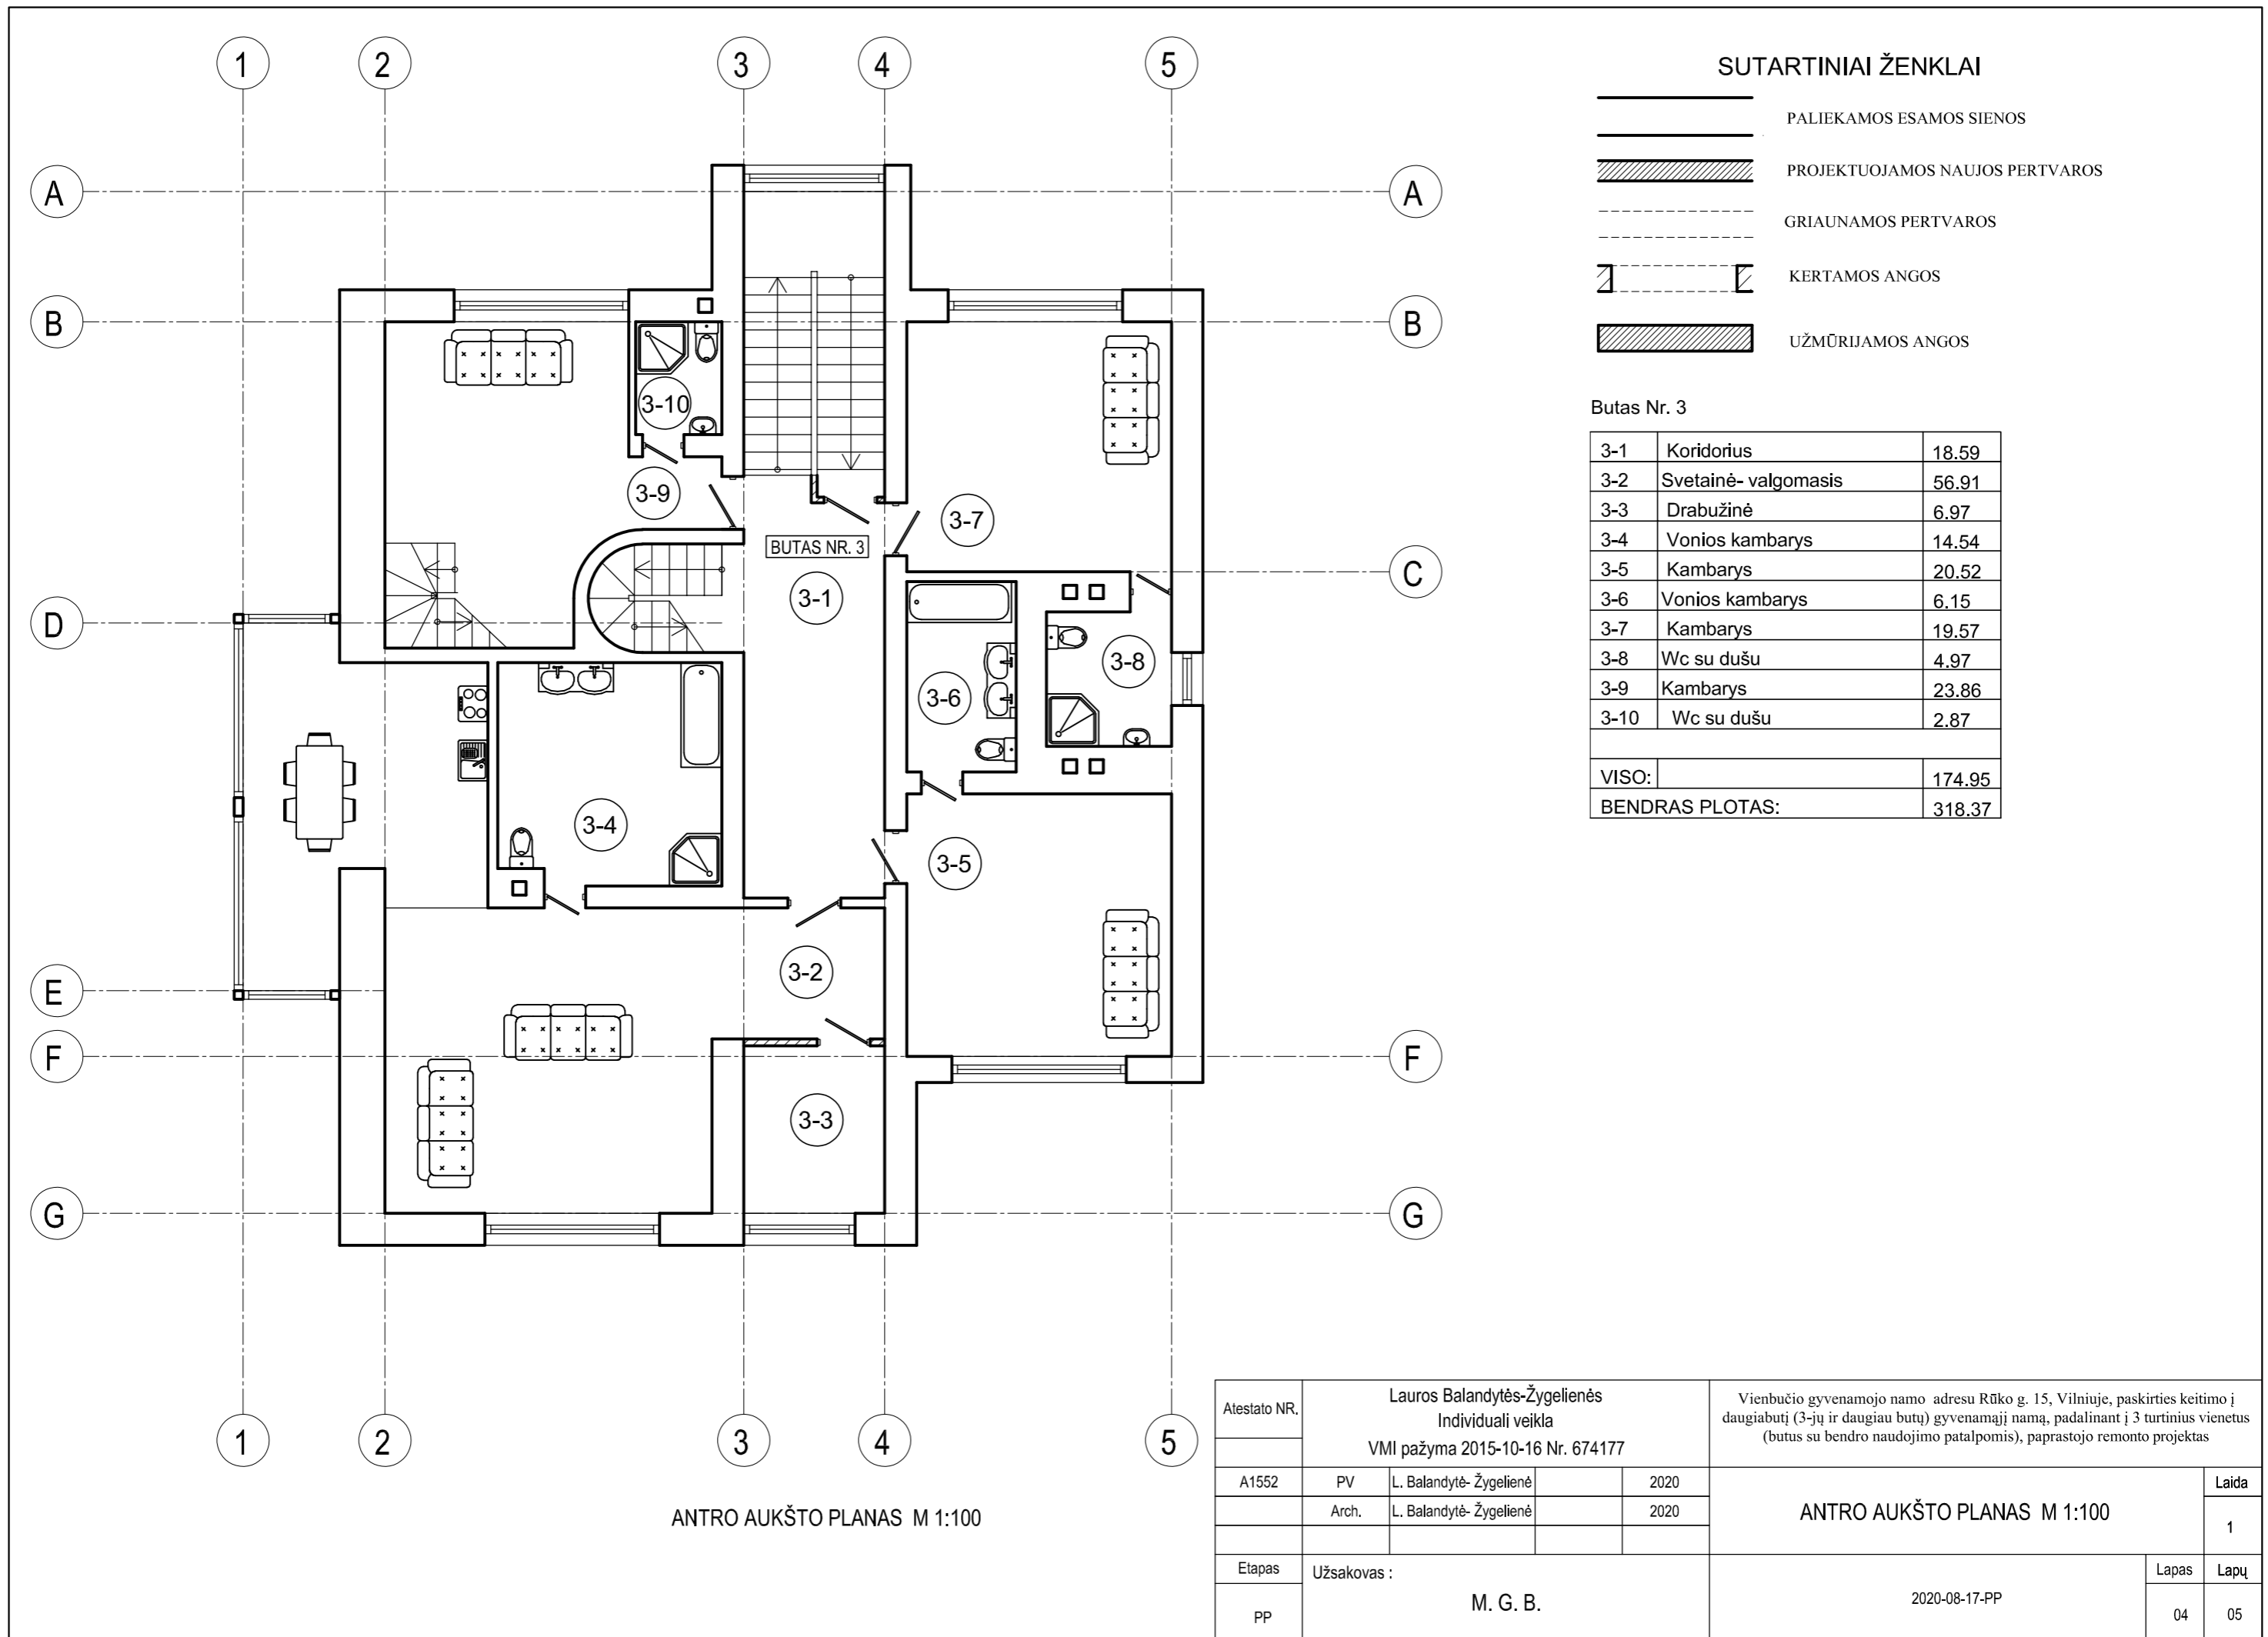 1 2 3 4 5
A A
B B
C
D
E
F F
G G
1 2 3 4 5
3-10
3-9
3-7
BUTAS NR. 3
3-1
3-8
3-6
3-4
3-5
3-2
3-3
ANTRO AUKŠTO PLANAS M 1:100
SUTARTINIAI ŽENKLAI
PALIEKAMOS ESAMOS SIENOS
PROJEKTUOJAMOS NAUJOS PERTVAROS
GRIAUNAMOS PERTVAROS
KERTAMOS ANGOS
UŽMŪRIJAMOS ANGOS
Butas Nr. 3
3-1 Koridorius 18.59
3-2 Svetainė- valgomasis 56.91
3-3 Drabužinė 6.97
3-4 Vonios kambarys 14.54
3-5 Kambarys 20.52
3-6 Vonios kambarys 6.15
3-7 Kambarys 19.57
3-8 Wc su dušu 4.97
3-9 Kambarys 23.86
3-10 Wc su dušu 2.87
VISO: 174.95
BENDRAS PLOTAS: 318.37
Atestato NR.
Lauros Balandytės-Žygelienės
Individuali veikla
VMI pažyma 2015-10-16 Nr. 674177
Vienbučio gyvenamojo namo adresu Rūko g. 15, Vilniuje, paskirties keitimo į
daugiabutį (3-jų ir daugiau butų) gyvenamąjį namą, padalinant į 3 turtinius vienetus
(butus su bendro naudojimo patalpomis), paprastojo remonto projektas
A1552 PV L. Balandytė- Žygelienė 2020
Arch. L. Balandytė- Žygelienė 2020
ANTRO AUKŠTO PLANAS M 1:100
Laida
1
Etapas
PP
Užsakovas :
M. G. B.
2020-08-17-PP
Lapas Lapų
04 05